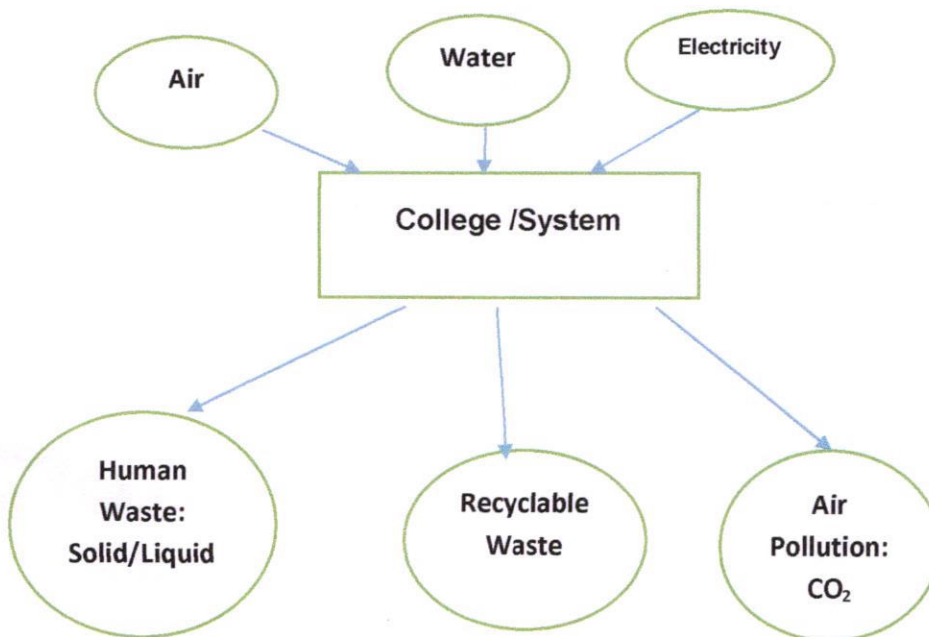 Air
Water
Electricity
College /System
Human
Waste:
Solid/Liquid
Recyclable
Waste
Air
Pollution:
CO₂